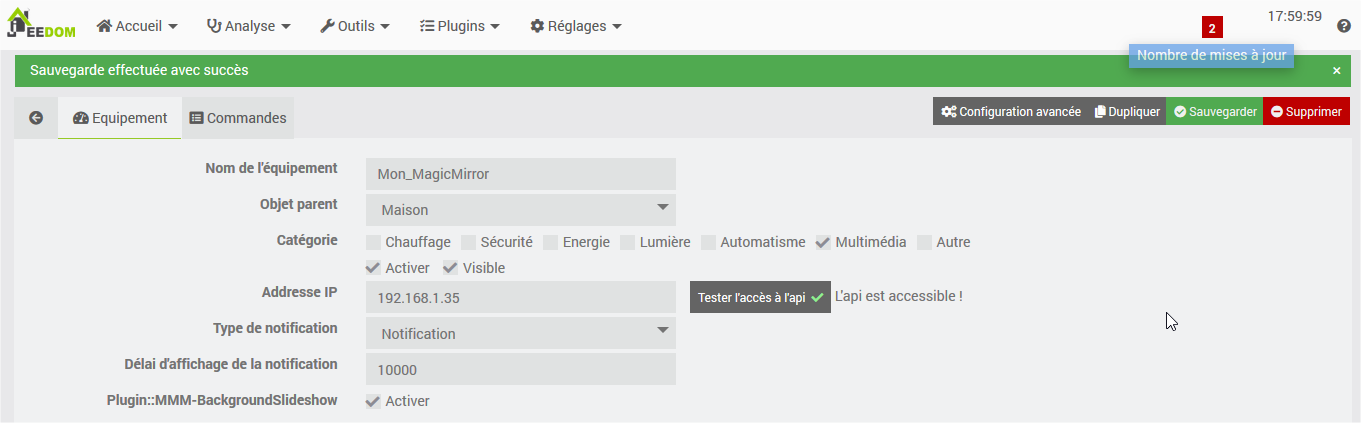 JEEDOM Accueil Analyse Outils Plugins Réglages 2 17:59:59
Nombre de mises à jour
Sauvegarde effectuée avec succès ×
Equipement Commandes Configuration avancée Dupliquer Sauvegarder Supprimer
Nom de l'équipement Mon_MagicMirror
Objet parent Maison
Catégorie Chauffage Sécurité Energie Lumière Automatisme Multimédia Autre
Activer Visible
Addresse IP 192.168.1.35 Tester l'accès à l'api L'api est accessible !
Type de notification Notification
Délai d'affichage de la notification 10000
Plugin::MMM-BackgroundSlideshow Activer